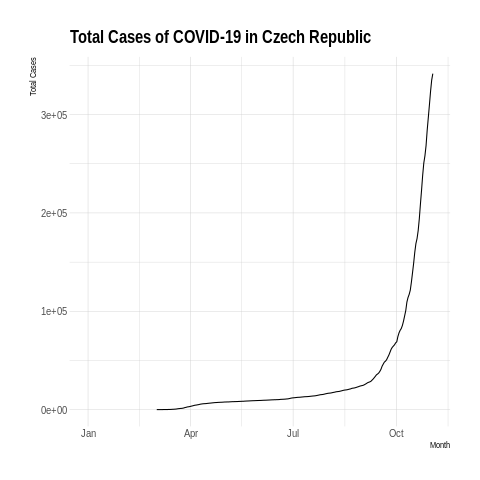 Total Cases of COVID-19 in Czech Republic
Total Cases
3e+05
2e+05
1e+05
0e+00
Jan Apr Jul Oct
Month